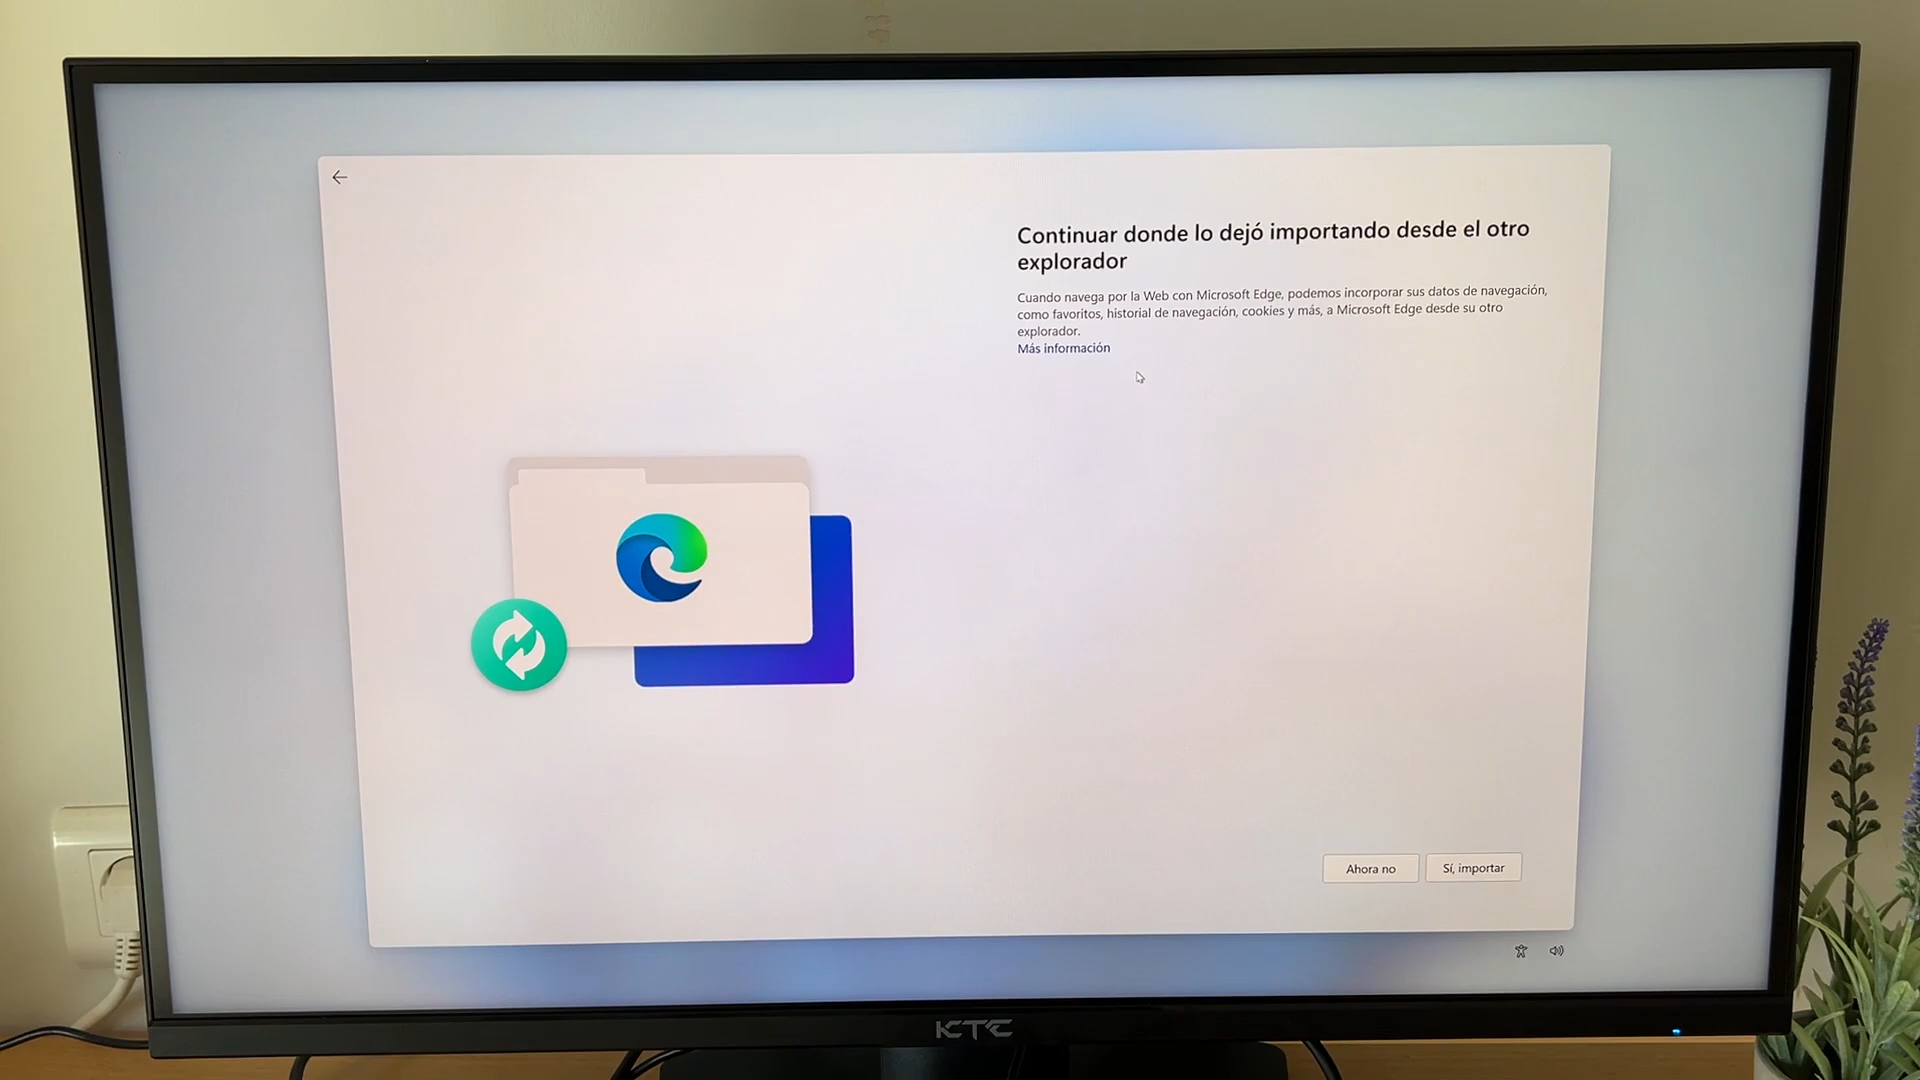 Continuar donde lo dejó importando desde el otro
explorador
Cuando navega por la Web con Microsoft Edge, podemos incorporar sus datos de navegación,
como favoritos, historial de navegación, cookies y más, a Microsoft Edge desde su otro
explorador.
Más información
Ahora no
Sí, importar
KTC